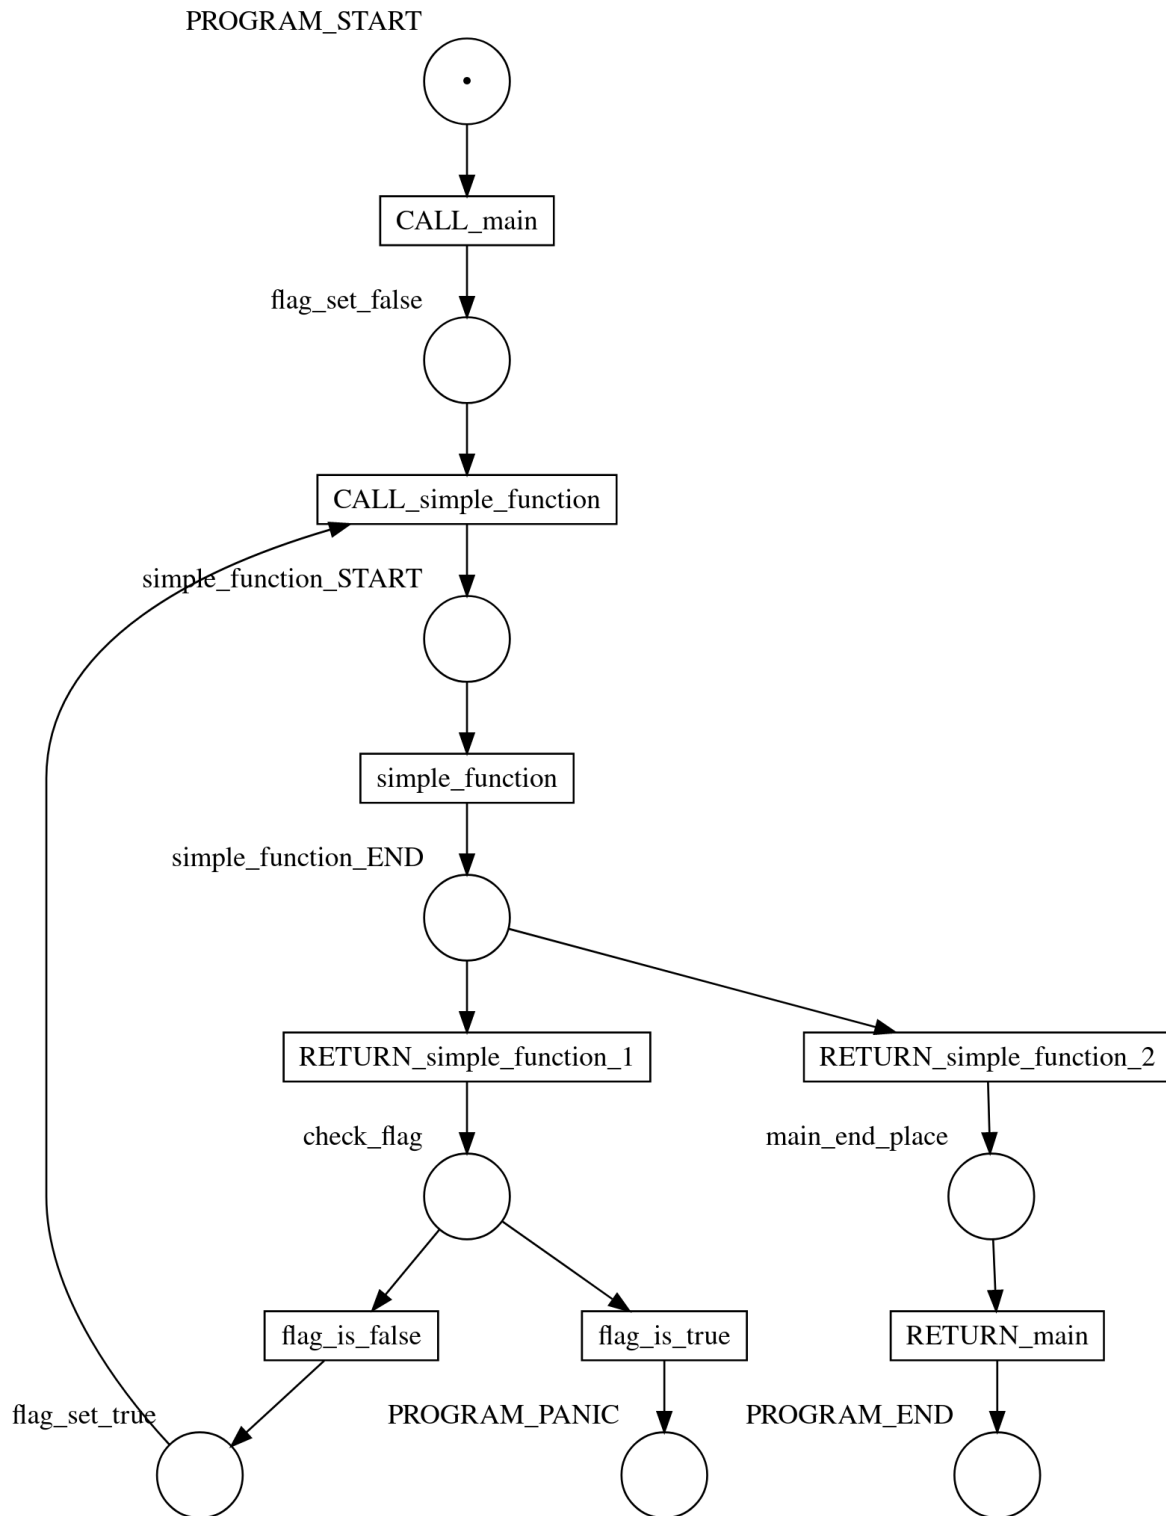 PROGRAM_START
CALL_main
flag_set_false
CALL_simple_function
simple_function_START
simple_function
simple_function_END
RETURN_simple_function_1
RETURN_simple_function_2
check_flag
main_end_place
flag_is_false
flag_is_true
RETURN_main
flag_set_true
PROGRAM_PANIC
PROGRAM_END